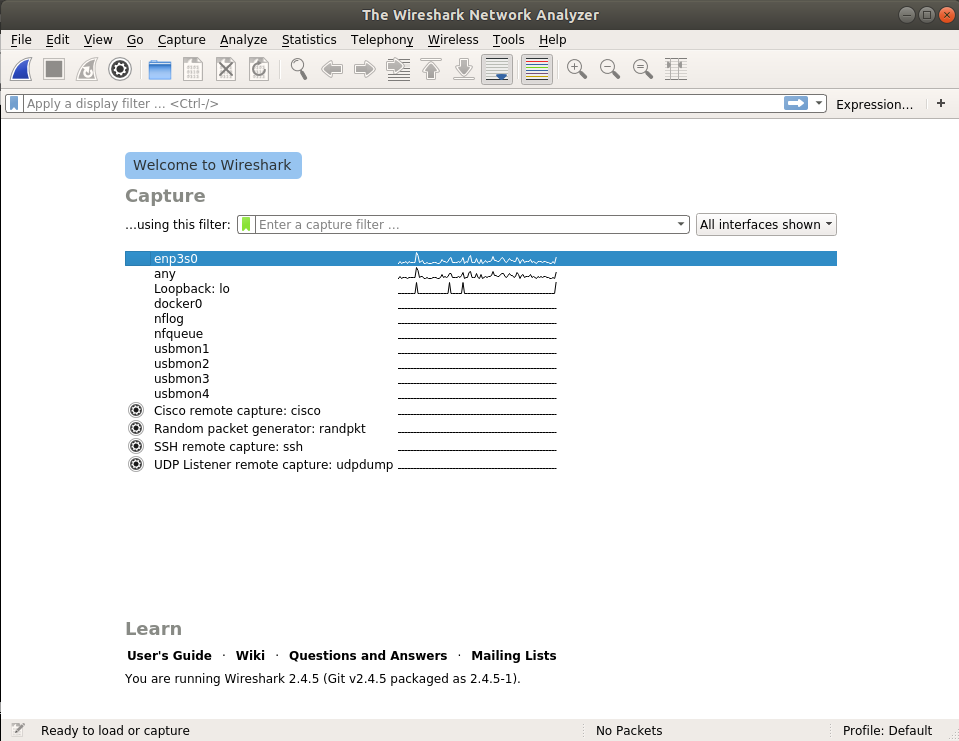 The Wireshark Network Analyzer
File Edit View Go Capture Analyze Statistics Telephony Wireless Tools Help
Apply a display filter ... <Ctrl-/> Expression... +
Welcome to Wireshark
Capture
...using this filter: Enter a capture filter ... All interfaces shown
enp3s0
any
Loopback: lo
docker0
nflog
nfqueue
usbmon1
usbmon2
usbmon3
usbmon4
Cisco remote capture: cisco
Random packet generator: randpkt
SSH remote capture: ssh
UDP Listener remote capture: udpdump
Learn
User's Guide · Wiki · Questions and Answers · Mailing Lists
You are running Wireshark 2.4.5 (Git v2.4.5 packaged as 2.4.5-1).
Ready to load or capture No Packets Profile: Default